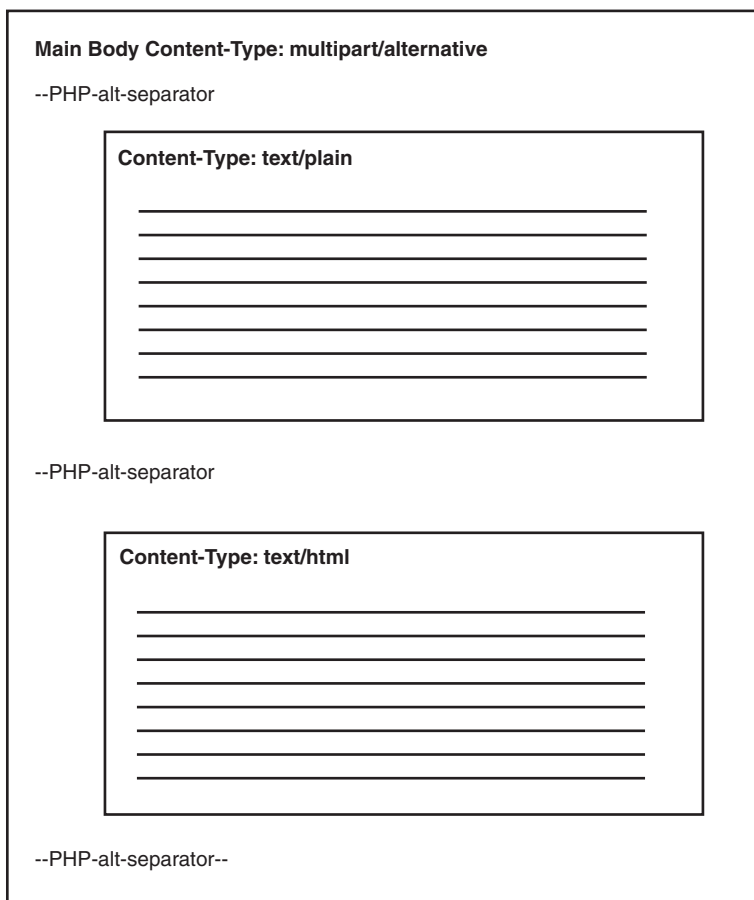 Main Body Content-Type: multipart/alternative
--PHP-alt-separator
Content-Type: text/plain
--PHP-alt-separator
Content-Type: text/html
--PHP-alt-separator--